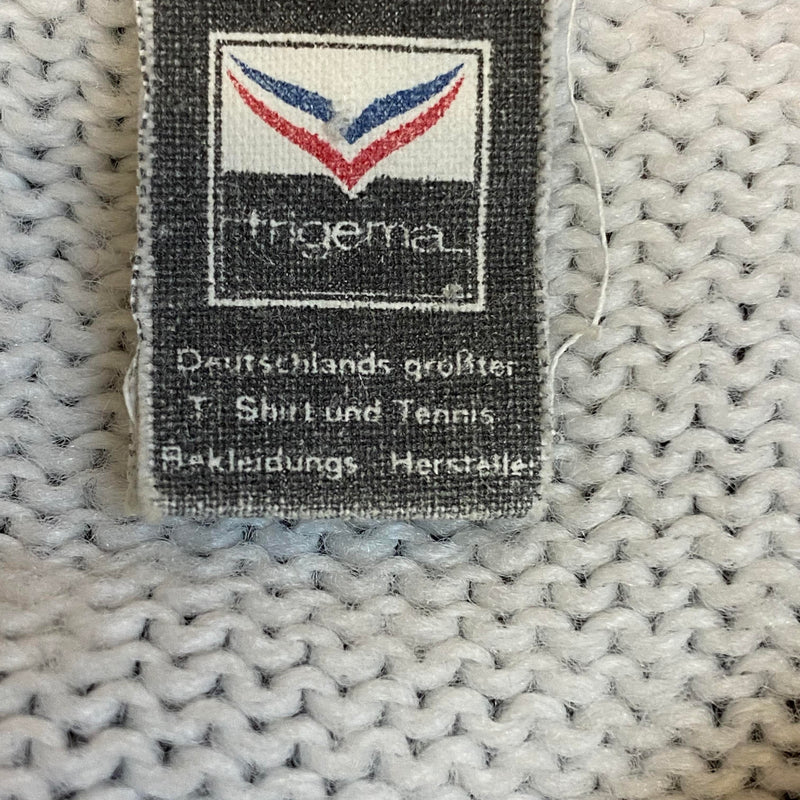 trigema
®
Deutschlands größter
T Shirt und Tennis
Bekleidungs Hersteller